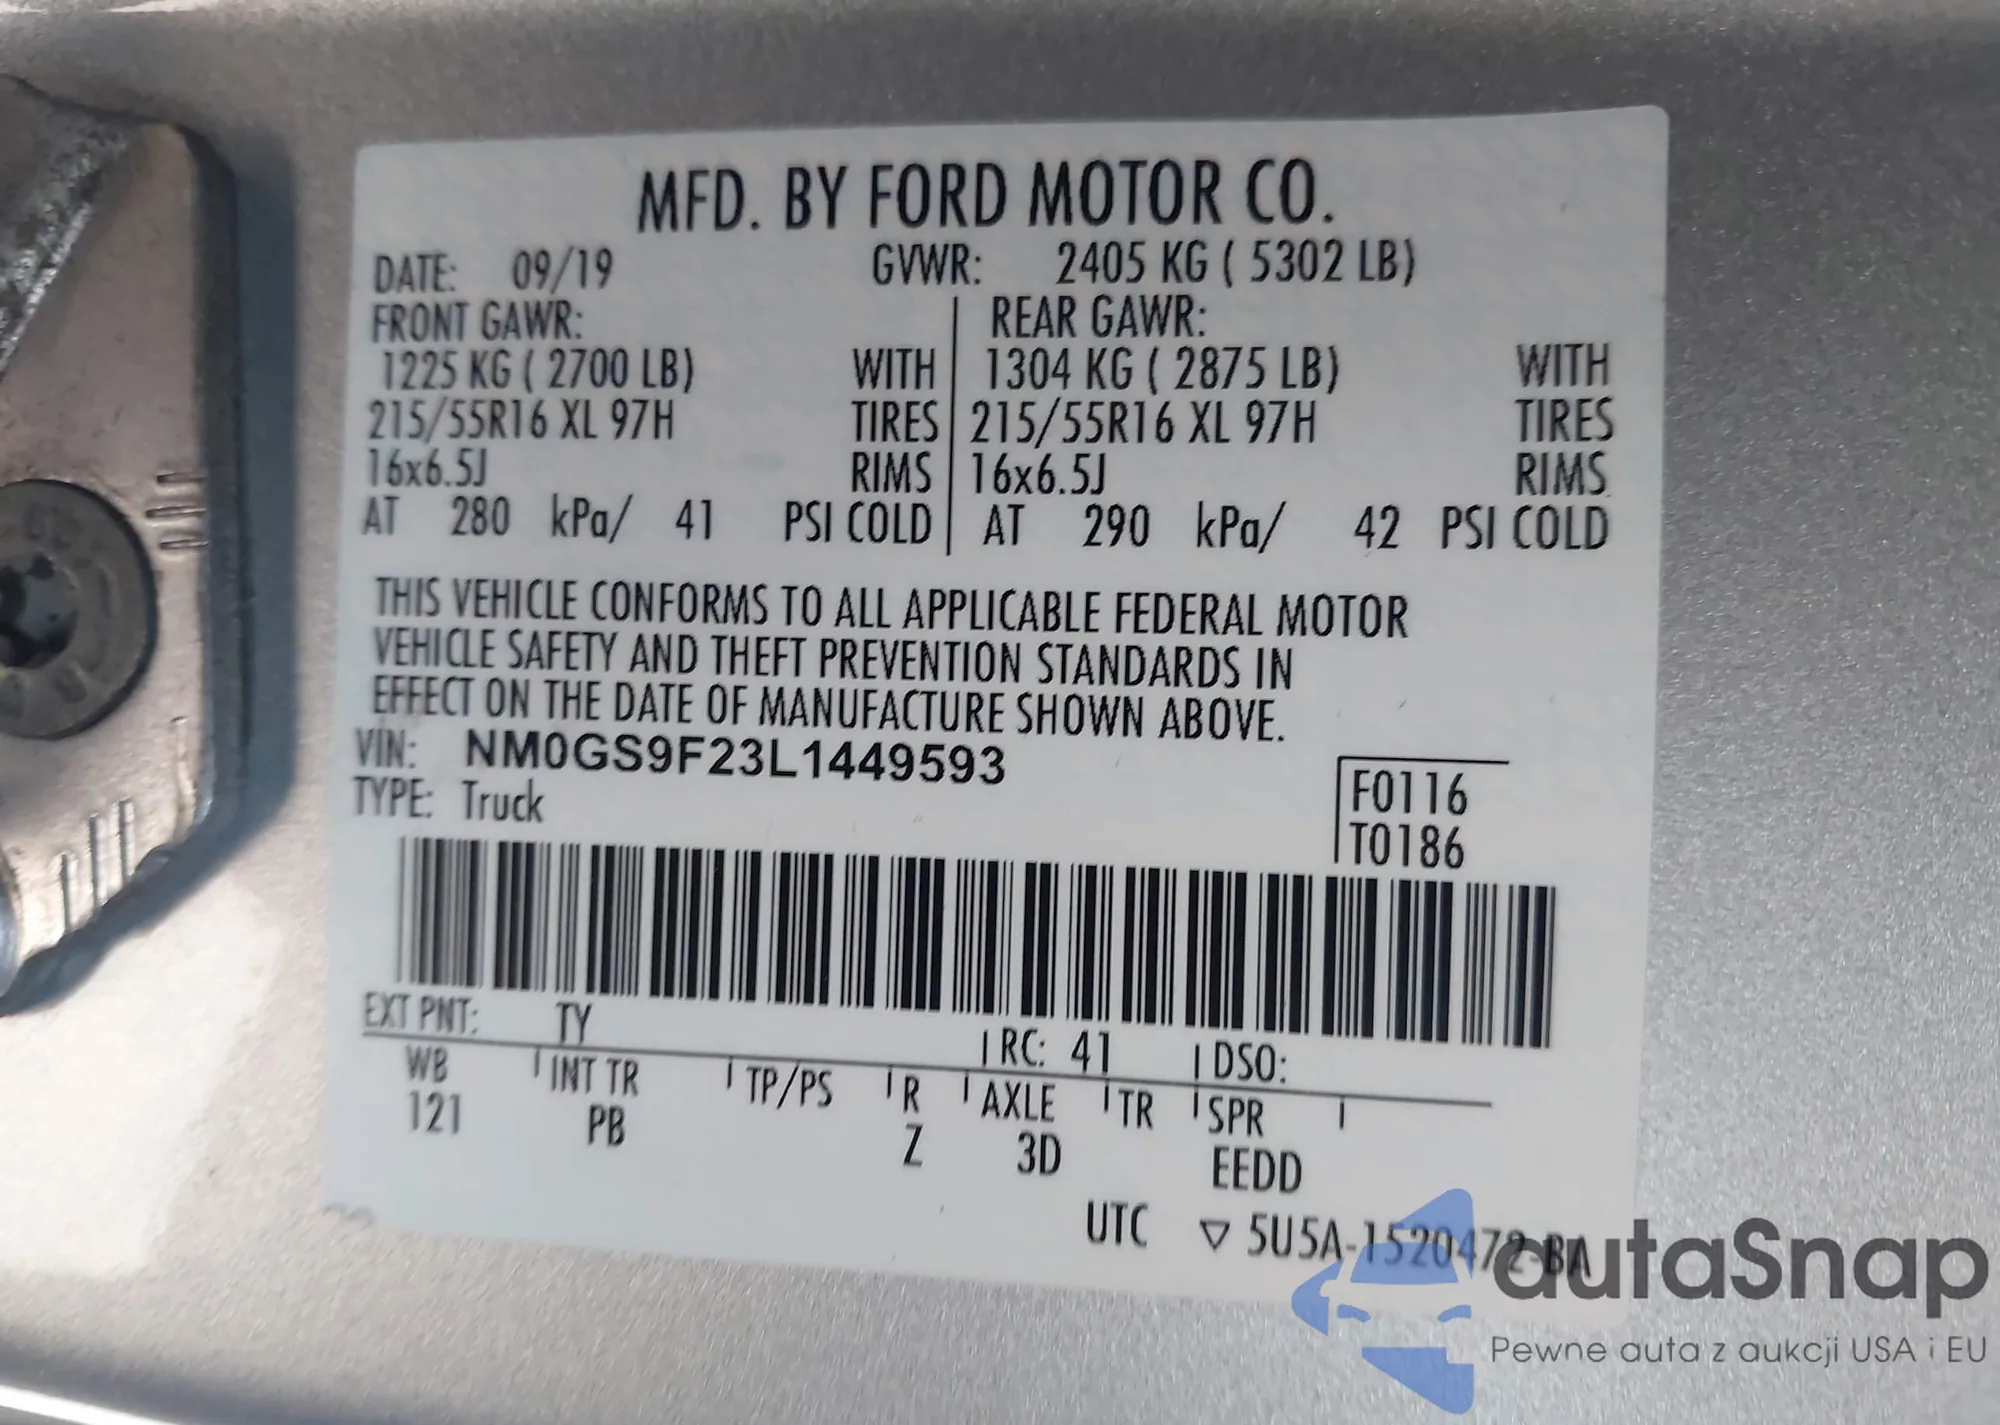 MFD. BY FORD MOTOR CO.
DATE: 09/19 GVWR: 2405 KG ( 5302 LB)
FRONT GAWR: REAR GAWR:
1225 KG ( 2700 LB) WITH 1304 KG ( 2875 LB) WITH
215/55R16 XL 97H TIRES 215/55R16 XL 97H TIRES
16x6.5J RIMS 16x6.5J RIMS
AT 280 kPa/ 41 PSI COLD AT 290 kPa/ 42 PSI COLD
THIS VEHICLE CONFORMS TO ALL APPLICABLE FEDERAL MOTOR
VEHICLE SAFETY AND THEFT PREVENTION STANDARDS IN
EFFECT ON THE DATE OF MANUFACTURE SHOWN ABOVE.
VIN: NM0GS9F23L1449593
TYPE: Truck
F0116
T0186
EXT PNT: TY RC: 41 DSO:
WB INT TR TP/PS R AXLE TR SPR
121 PB Z 3D EEDD
UTC ▽ 5U5A-1520472-BA
autaSnap
Pewne auta z aukcji USA i EU